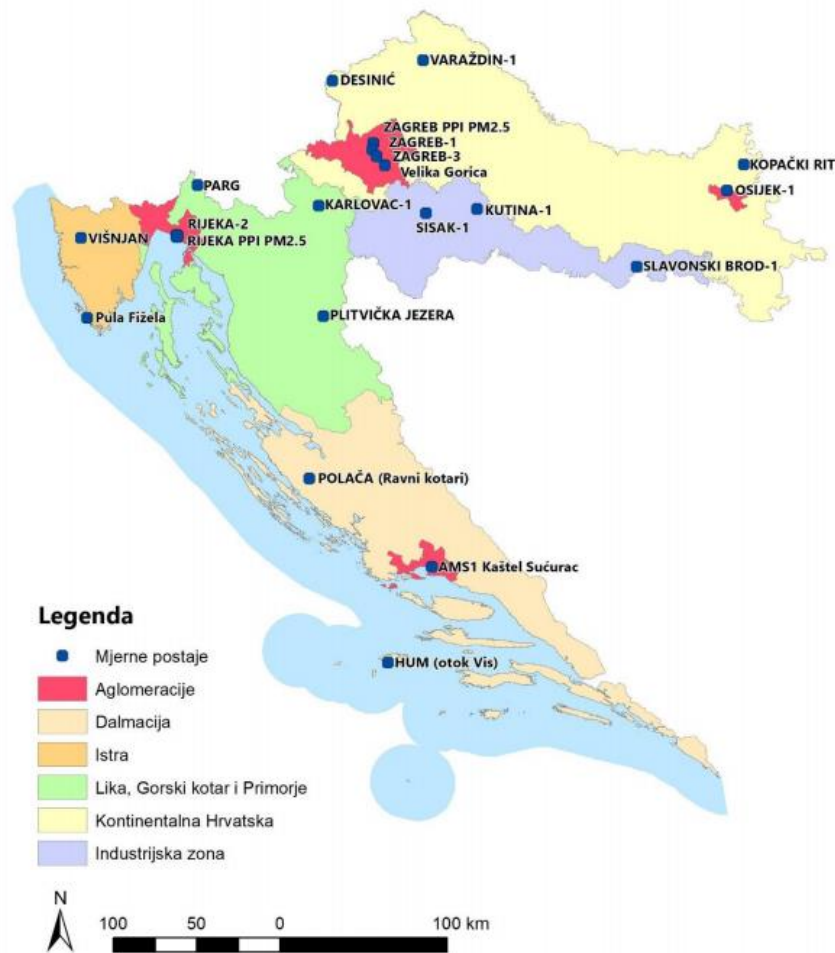 VARAŽDIN-1
DESINIĆ
ZAGREB PPI PM2.5
ZAGREB-1
ZAGREB-3
Velika Gorica
KOPAČKI RIT
PARG
OSIJEK-1
KARLOVAC-1
KUTINA-1
SISAK-1
RIJEKA-2
VIŠNJAN
RIJEKA PPI PM2.5
SLAVONSKI BROD-1
Pula Fižela
PLITVIČKA JEZERA
POLAČA (Ravni kotari)
AMS1 Kaštel Sućurac
HUM (otok Vis)
Legenda
Mjerne postaje
Aglomeracije
Dalmacija
Istra
Lika, Gorski kotar i Primorje
Kontinentalna Hrvatska
Industrijska zona
N
100 50 0 100 km